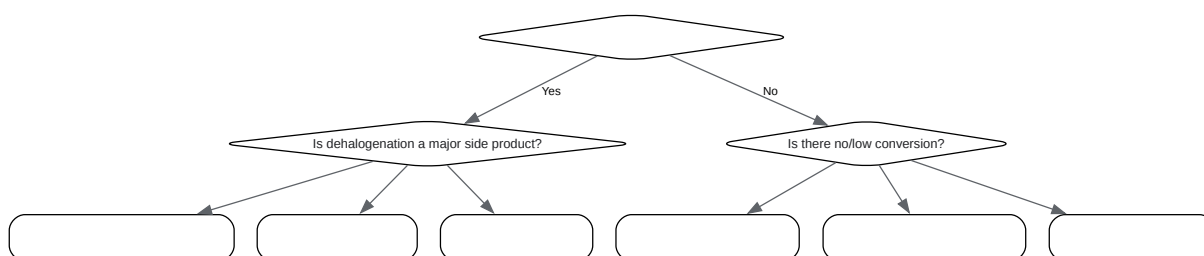 Yes
No
Is dehalogenation a major side product?
Is there no/low conversion?